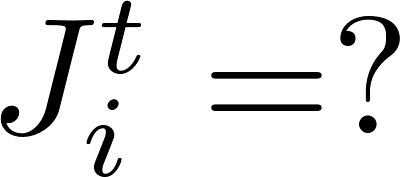 J_i^t = ?